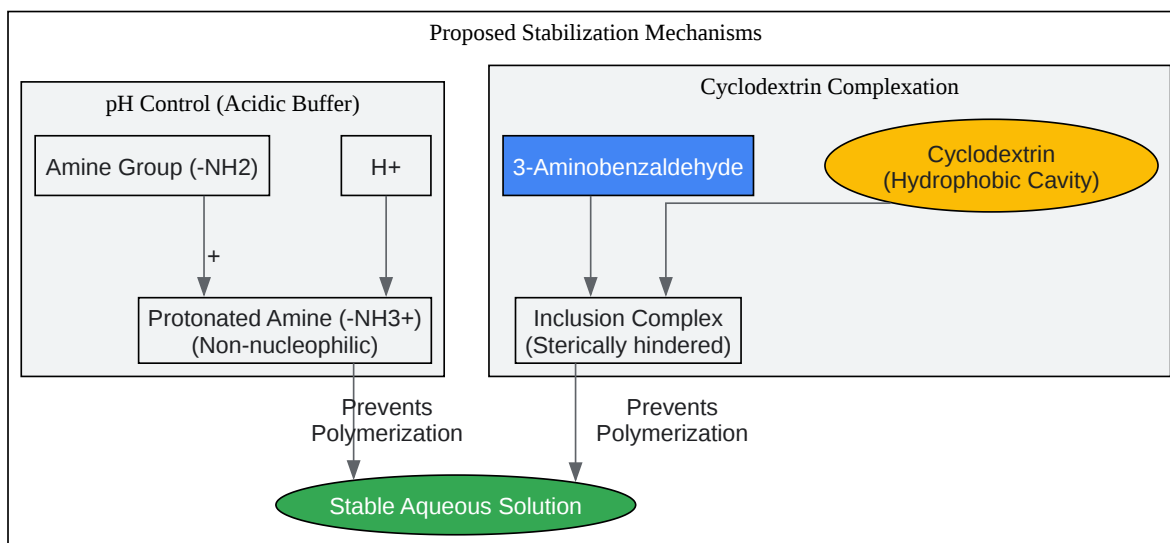 Proposed Stabilization Mechanisms
pH Control (Acidic Buffer)
Amine Group (-NH2)
H+
+
Protonated Amine (-NH3+)
(Non-nucleophilic)
Prevents
Polymerization
Cyclodextrin Complexation
3-Aminobenzaldehyde
Cyclodextrin
(Hydrophobic Cavity)
Inclusion Complex
(Sterically hindered)
Prevents
Polymerization
Stable Aqueous Solution